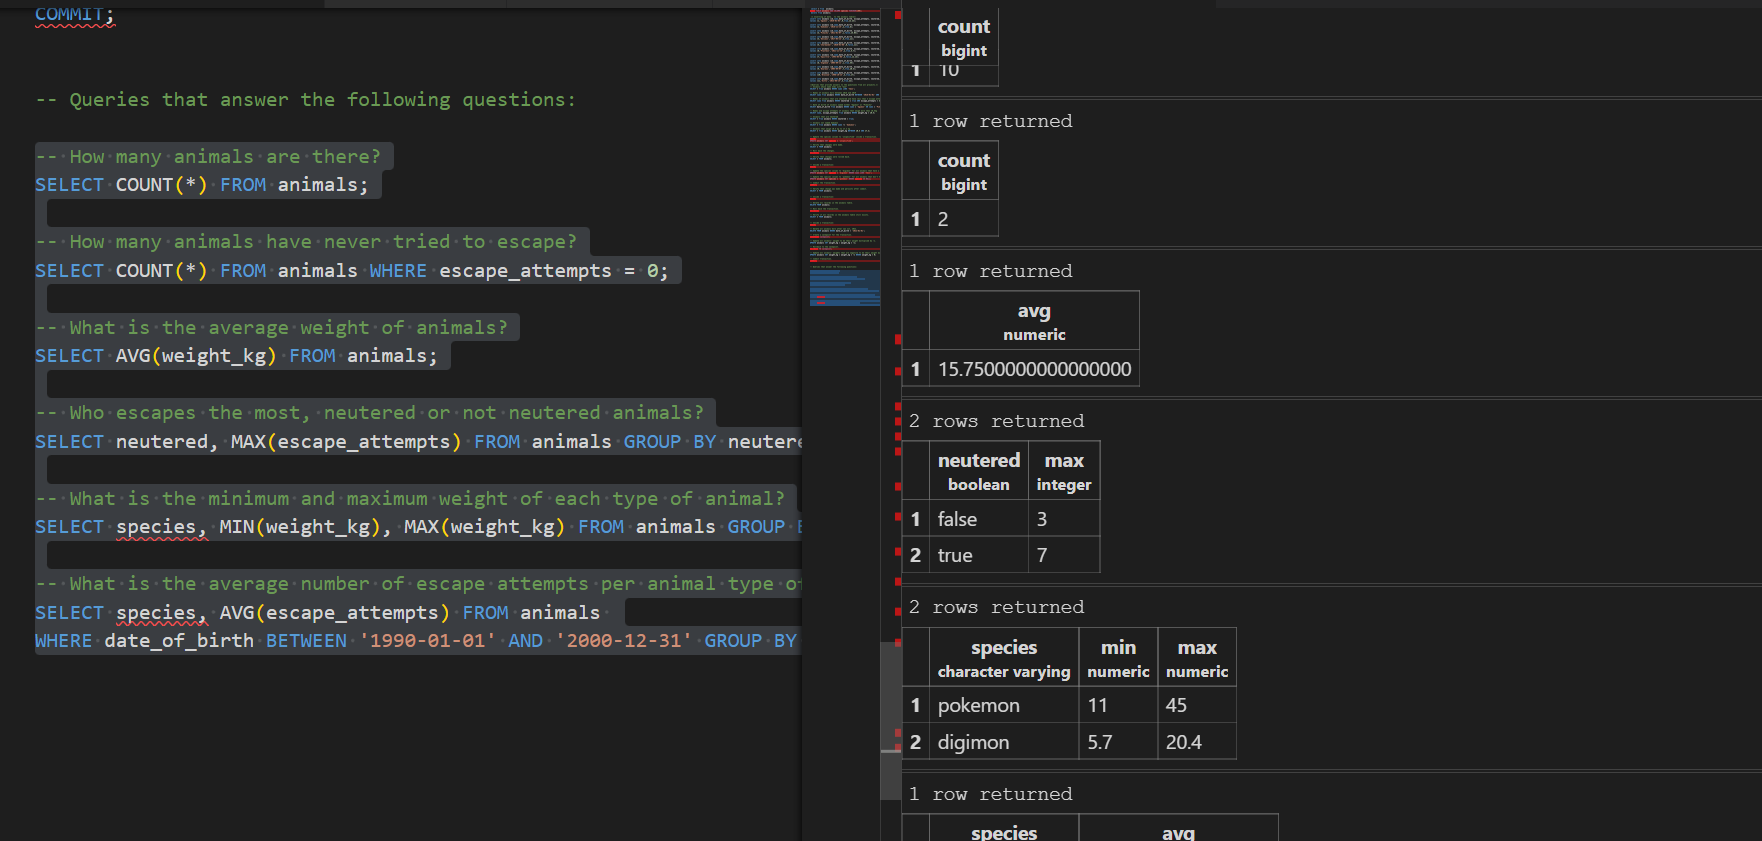 COMMIT;
-- Queries that answer the following questions:
-- How many animals are there?
SELECT COUNT(*) FROM animals;
-- How many animals have never tried to escape?
SELECT COUNT(*) FROM animals WHERE escape_attempts = 0;
-- What is the average weight of animals?
SELECT AVG(weight_kg) FROM animals;
-- Who escapes the most, neutered or not neutered animals?
SELECT neutered, MAX(escape_attempts) FROM animals GROUP BY neutere
-- What is the minimum and maximum weight of each type of animal?
SELECT species, MIN(weight_kg), MAX(weight_kg) FROM animals GROUP
-- What is the average number of escape attempts per animal type of
SELECT species, AVG(escape_attempts) FROM animals
WHERE date_of_birth BETWEEN '1990-01-01' AND '2000-12-31' GROUP BY
count
bigint
1 10
1 row returned
count
bigint
1 2
1 row returned
avg
numeric
1 15.7500000000000000
2 rows returned
neutered max
boolean integer
1 false 3
2 true 7
2 rows returned
species min max
character varying numeric numeric
1 pokemon 11 45
2 digimon 5.7 20.4
1 row returned
species avg